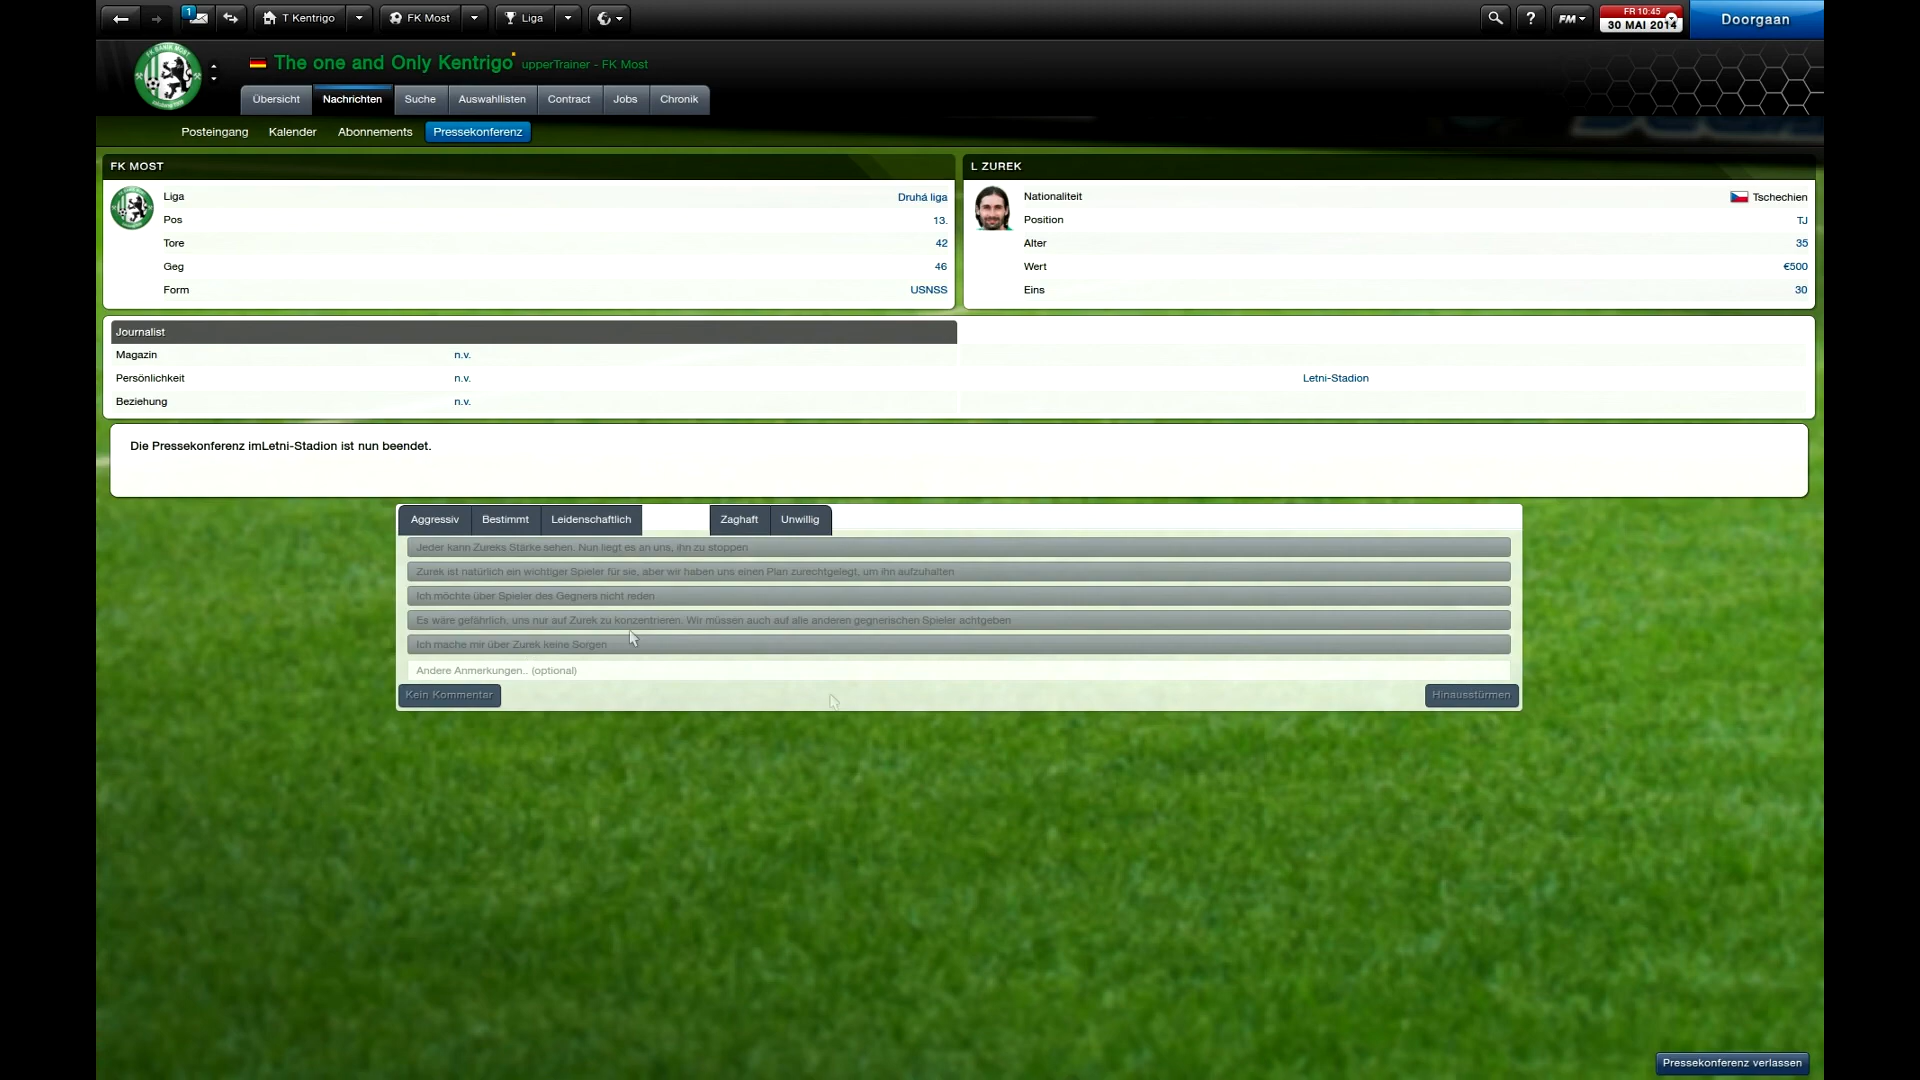 1
T Kentrigo
FK Most
Liga
?
FM
FR 10:45
30 MAI 2014
Doorgaan
The one and Only Kentrigo
upperTrainer - FK Most
Übersicht
Nachrichten
Suche
Auswahllisten
Contract
Jobs
Chronik
Posteingang
Kalender
Abonnements
Pressekonferenz
FK MOST
Liga Druhá liga
Pos 13.
Tore 42
Geg 46
Form USNSS
L ZUREK
Nationaliteit Tschechien
Position TJ
Alter 35
Wert €500
Eins 30
Journalist
Magazin n.v.
Persönlichkeit n.v.
Beziehung n.v.
Letni-Stadion
Die Pressekonferenz imLetni-Stadion ist nun beendet.
Aggressiv
Bestimmt
Leidenschaftlich
Zaghaft
Unwillig
Jeder kann Zureks Stärke sehen. Nun liegt es an uns, ihn zu stoppen
Zurek ist natürlich ein wichtiger Spieler für sie, aber wir haben uns einen Plan zurechtgelegt, um ihn aufzuhalten
Ich möchte über Spieler des Gegners nicht reden
Es wäre gefährlich, uns nur auf Zurek zu konzentrieren. Wir müssen auch auf alle anderen gegnerischen Spieler achtgeben
Ich mache mir über Zurek keine Sorgen
Andere Anmerkungen.. (optional)
Kein Kommentar
Hinausstürmen
Pressekonferenz verlassen